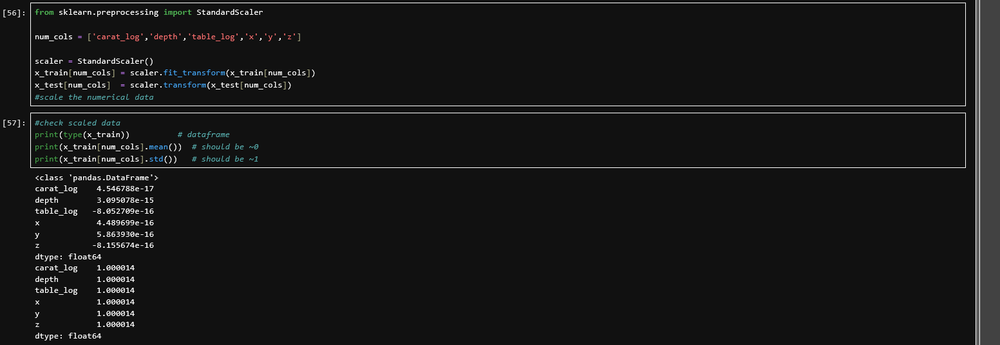 [56]: from sklearn.preprocessing import StandardScaler
num_cols = ['carat_log','depth','table_log','x','y','z']
scaler = StandardScaler()
x_train[num_cols] = scaler.fit_transform(x_train[num_cols])
x_test[num_cols]  = scaler.transform(x_test[num_cols])
#scale the numerical data
[57]: #check scaled data
print(type(x_train))          # dataframe
print(x_train[num_cols].mean())  # should be ~0
print(x_train[num_cols].std())   # should be ~1
<class 'pandas.DataFrame'>
carat_log    4.546788e-17
depth        3.095078e-15
table_log   -8.052709e-16
x            4.489699e-16
y            5.863930e-16
z           -8.155674e-16
dtype: float64
carat_log    1.000014
depth        1.000014
table_log    1.000014
x            1.000014
y            1.000014
z            1.000014
dtype: float64